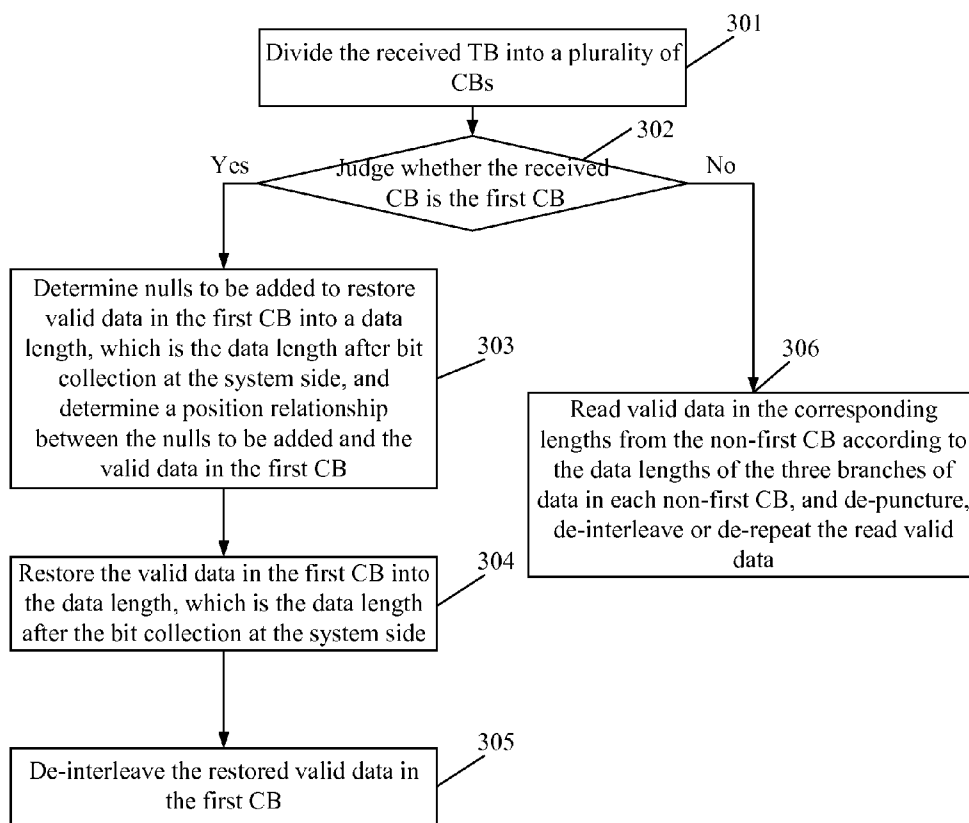 301
Divide the received TB into a plurality of
CBs
302
Yes
Judge whether the received
CB is the first CB
No
Determine nulls to be added to restore
valid data in the first CB into a data
length, which is the data length after bit
collection at the system side, and
determine a position relationship
between the nulls to be added and the
valid data in the first CB
303
306
Read valid data in the corresponding
lengths from the non-first CB according to
the data lengths of the three branches of
data in each non-first CB, and de-puncture,
de-interleave or de-repeat the read valid
data
Restore the valid data in the first CB into
the data length, which is the data length
after the bit collection at the system side
304
De-interleave the restored valid data in
the first CB
305